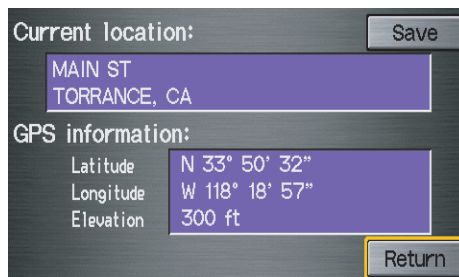 Current location:
Save
MAIN ST
TORRANCE, CA
GPS information:
Latitude N 33° 50' 32"
Longitude W 118° 18' 57"
Elevation 300 ft
Return